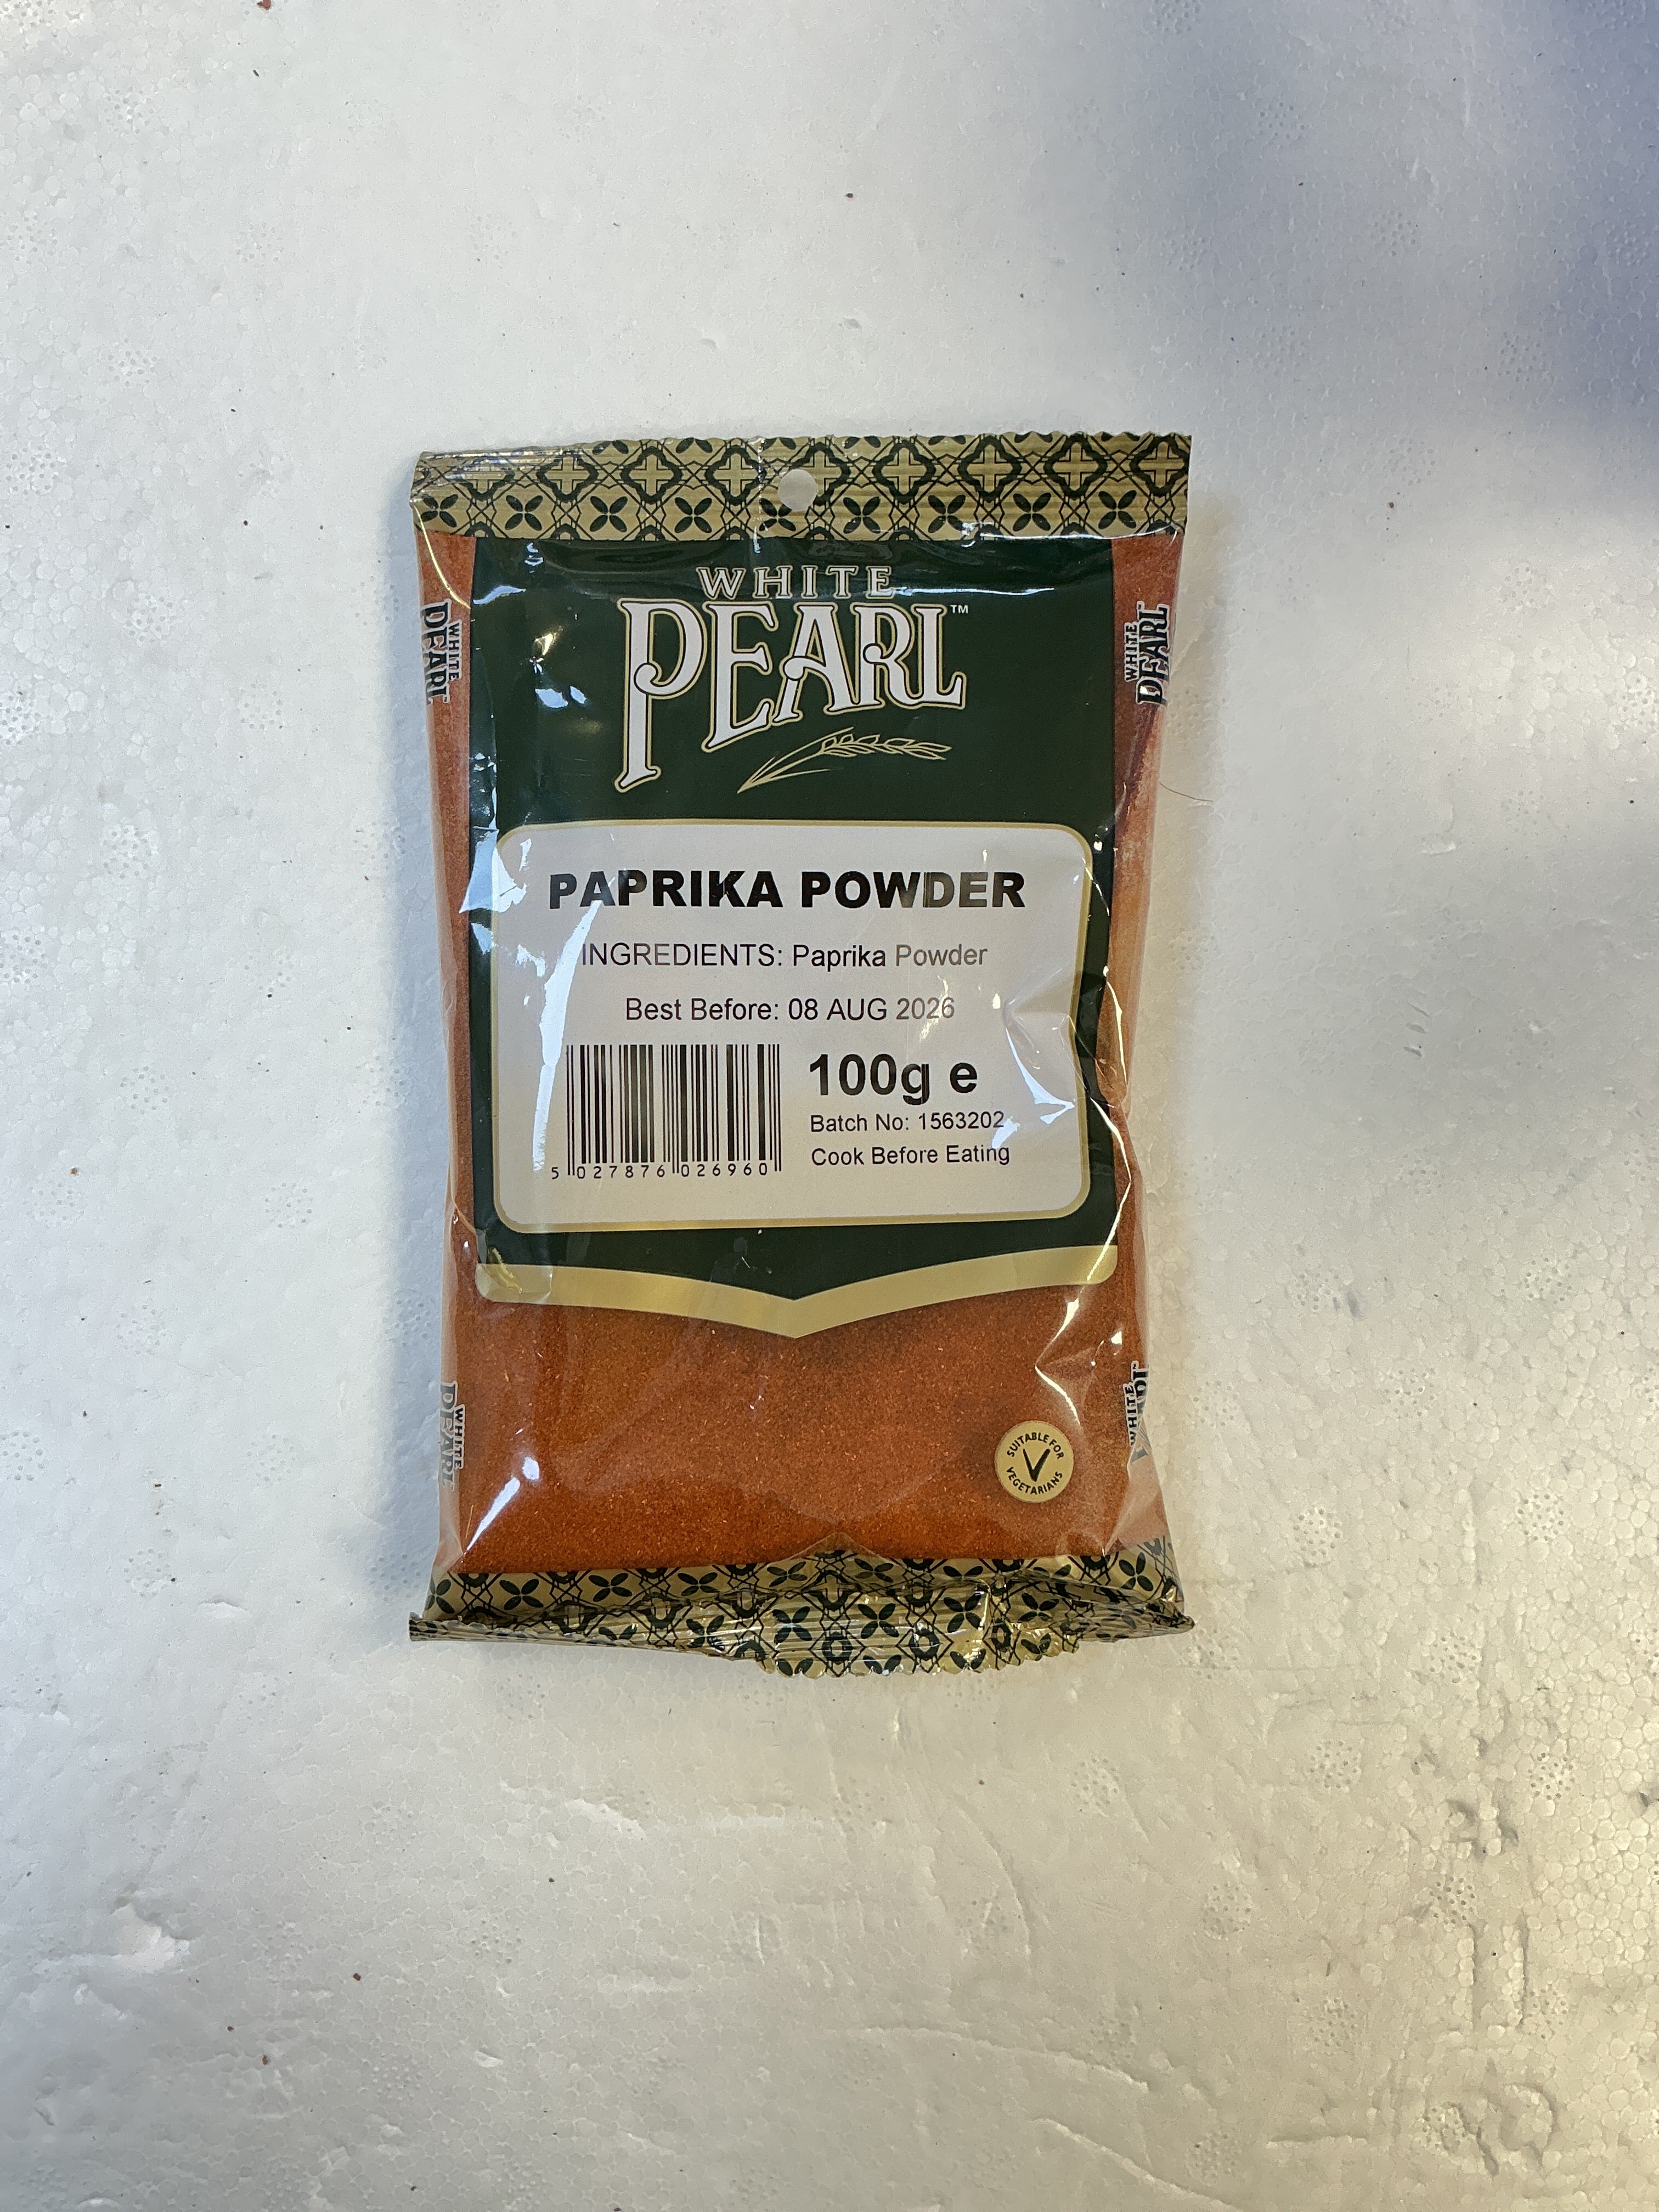 WHITE
PEARL™
PAPRIKA POWDER
INGREDIENTS: Paprika Powder
Best Before: 08 AUG 2026
100g e
Batch No: 1563202
Cook Before Eating
5 027876 026960
SUITABLE FOR
VEGETARIANS
WHITE
PEARL
WHITE
PEARL
WHITE
PEARL
WHITE